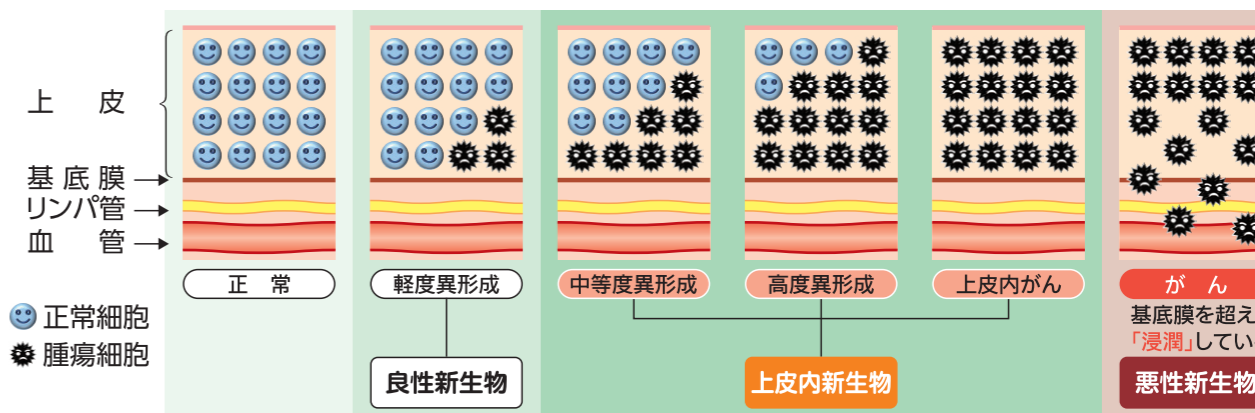 上皮
基底膜
リンパ管
血管
正常
軽度異形成
中等度異形成
高度異形成
上皮内がん
がん
正常細胞
腫瘍細胞
基底膜を超え
「浸潤」してい
良性新生物
上皮内新生物
悪性新生物